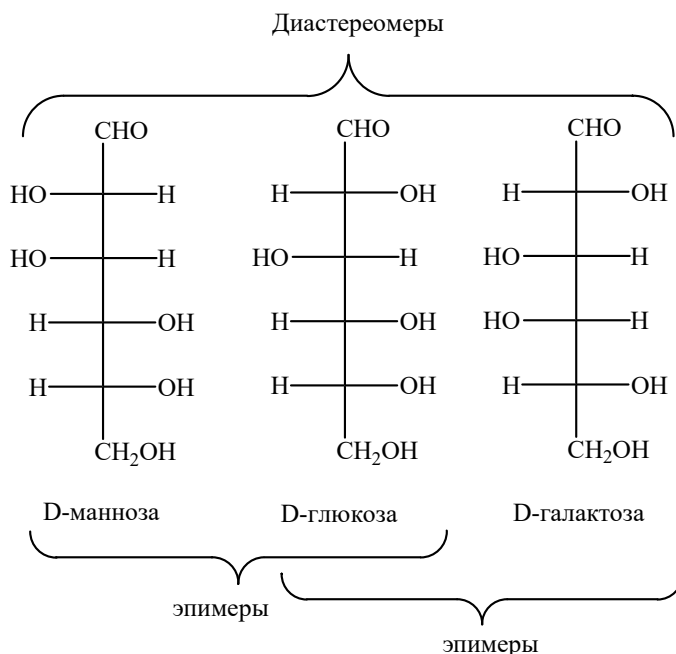 Диастереомеры
CHO CHO CHO
HO H H OH H OH
HO H HO H HO H
H OH H OH HO H
H OH H OH H OH
CH₂OH CH₂OH CH₂OH
D-манноза D-глюкоза D-галактоза
эпимеры
эпимеры